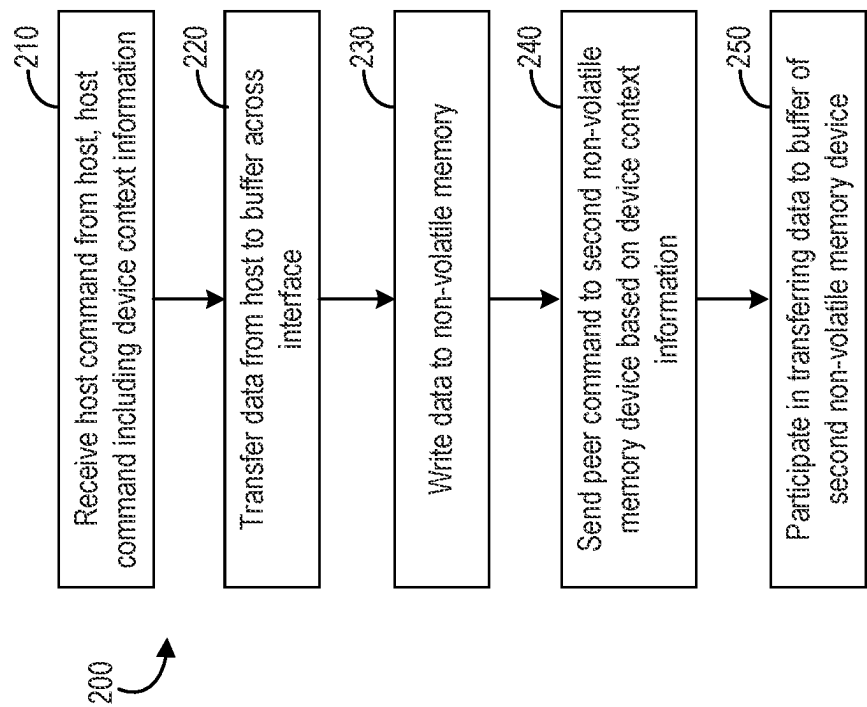 200
210
Receive host command from host, host
command including device context information
220
Transfer data from host to buffer across
interface
230
Write data to non-volatile memory
240
Send peer command to second non-volatile
memory device based on device context
information
250
Participate in transferring data to buffer of
second non-volatile memory device